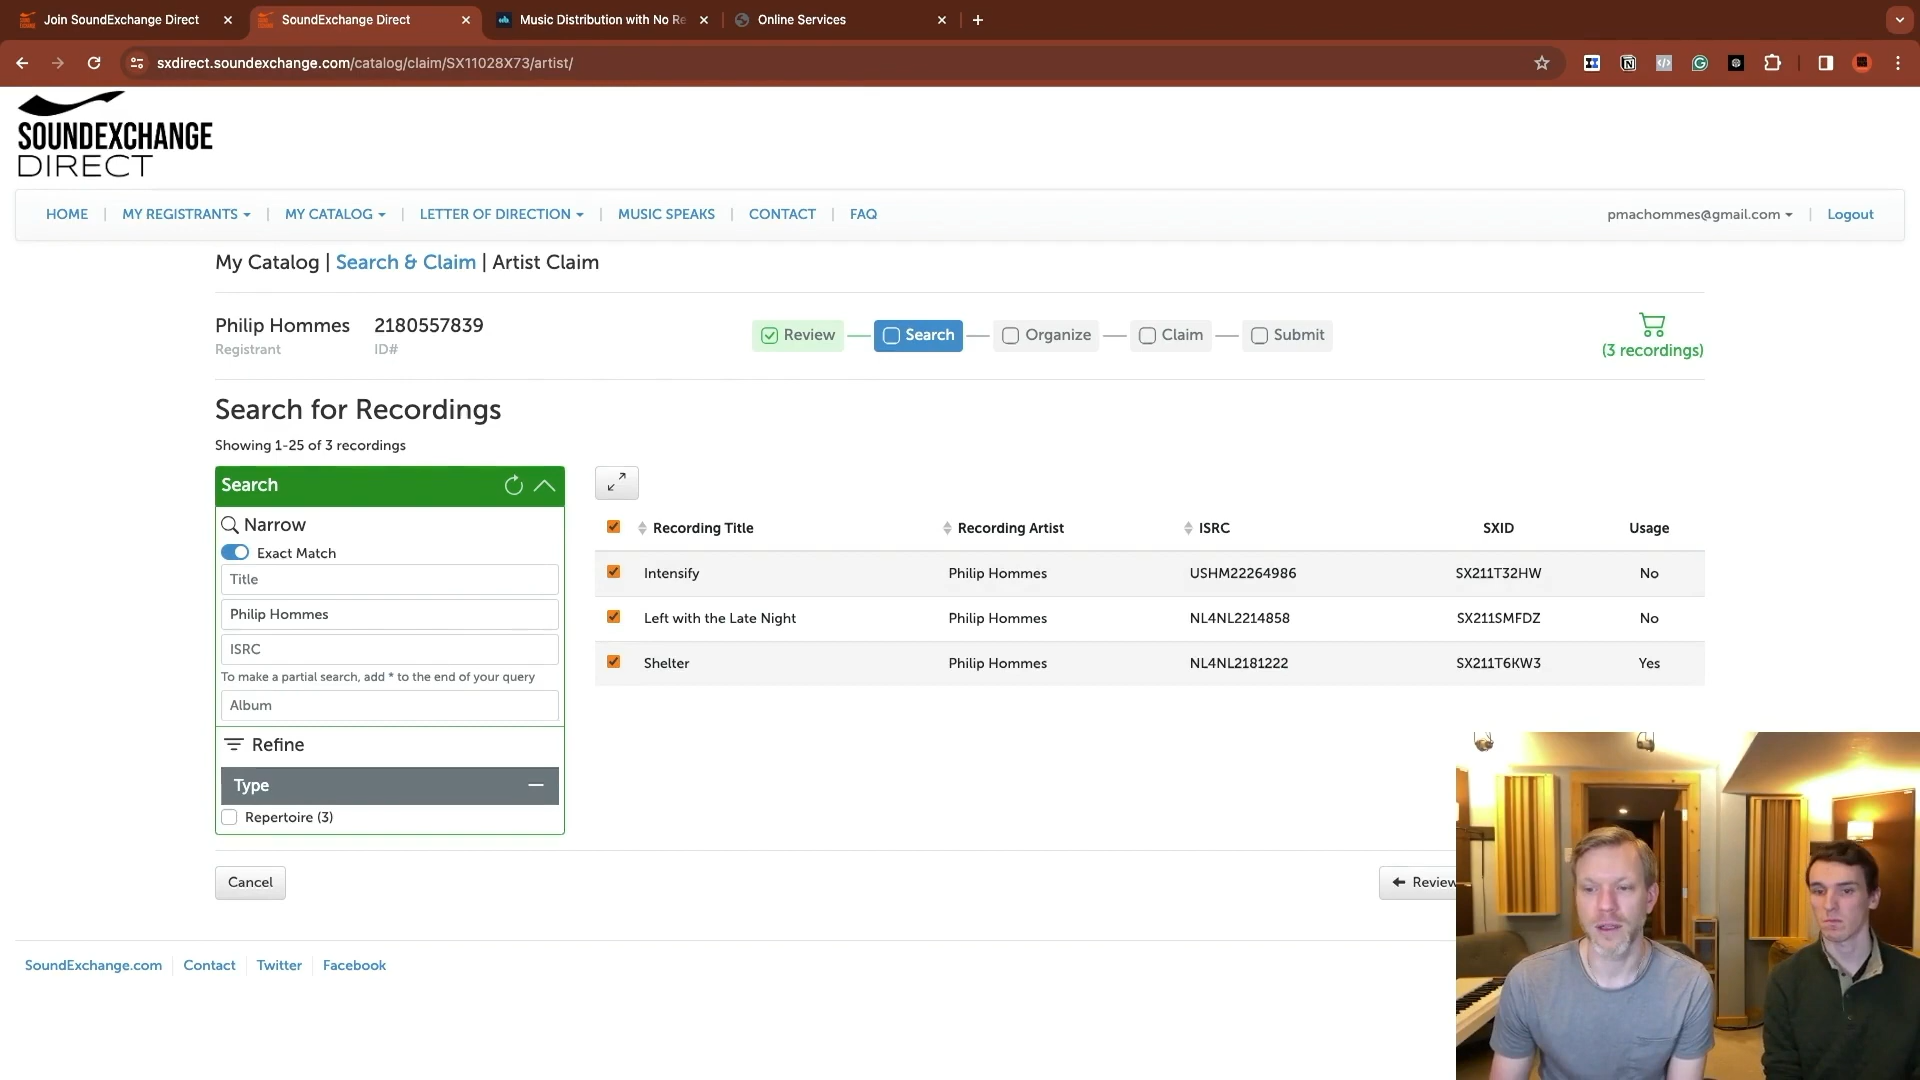 Join SoundExchange Direct
SoundExchange Direct
Music Distribution with No Re
Online Services
sxdirect.soundexchange.com/catalog/claim/SX11028X73/artist/
SOUNDEXCHANGE
DIRECT
HOME | MY REGISTRANTS | MY CATALOG | LETTER OF DIRECTION | MUSIC SPEAKS | CONTACT | FAQ
pmachommes@gmail.com | Logout
My Catalog | Search & Claim | Artist Claim
Philip Hommes 2180557839
Registrant ID#
Review Search Organize Claim Submit
(3 recordings)
Search for Recordings
Showing 1-25 of 3 recordings
Search
Narrow
Exact Match
Title
Philip Hommes
ISRC
To make a partial search, add * to the end of your query
Album
Refine
Type
Repertoire (3)
Recording Title Recording Artist ISRC SXID Usage
Intensify Philip Hommes USHM22264986 SX211T32HW No
Left with the Late Night Philip Hommes NL4NL2214858 SX211SMFDZ No
Shelter Philip Hommes NL4NL2181222 SX211T6KW3 Yes
Cancel
Review
SoundExchange.com Contact Twitter Facebook